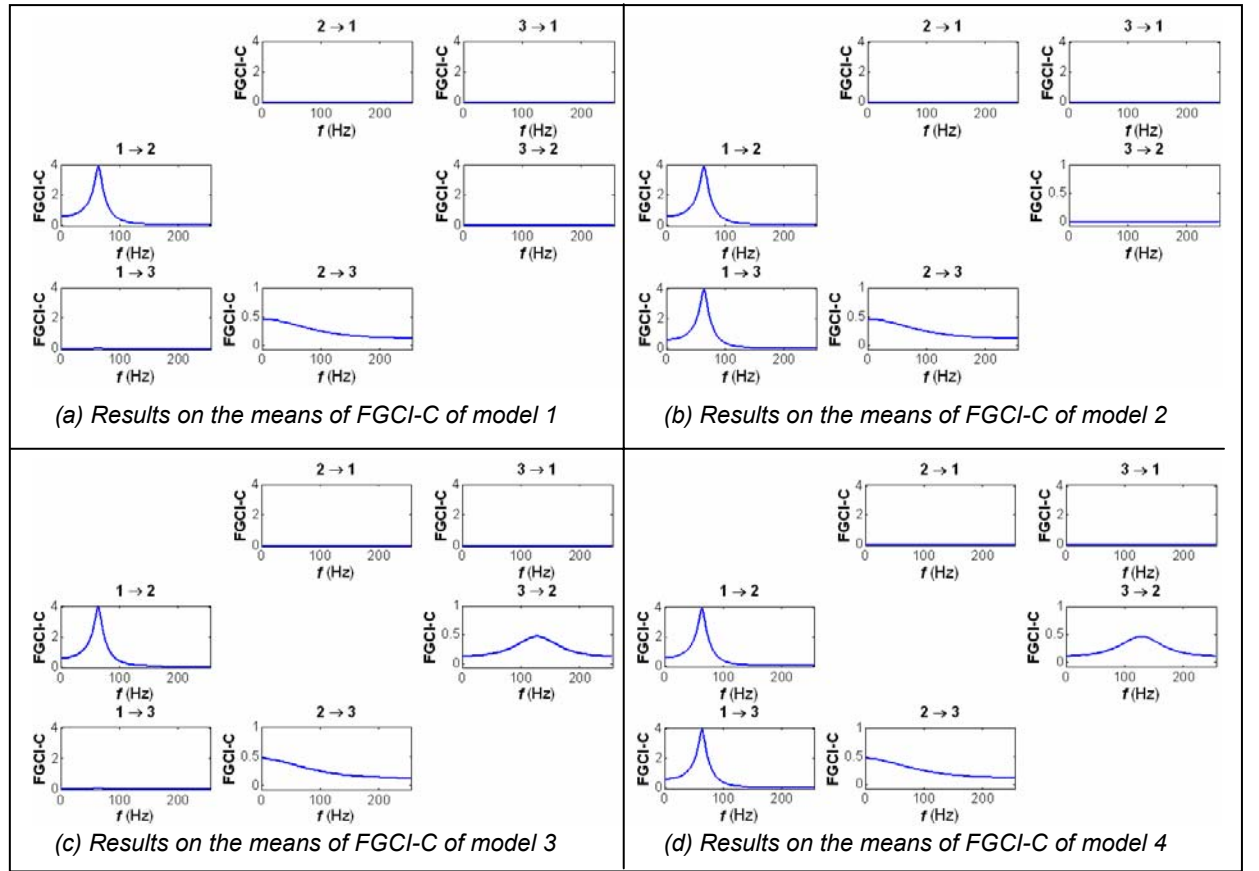 2 → 1
3 → 1
FGCI-C
4
2
0
0
100
200
f (Hz)
FGCI-C
4
2
0
0
100
200
f (Hz)
1 → 2
3 → 2
FGCI-C
4
2
0
0
100
200
f (Hz)
FGCI-C
4
2
0
0
100
200
f (Hz)
1 → 3
2 → 3
FGCI-C
4
2
0
0
100
200
f (Hz)
FGCI-C
1
0.5
0
0
100
200
f (Hz)
(a) Results on the means of FGCI-C of model 1
2 → 1
3 → 1
FGCI-C
4
2
0
0
100
200
f (Hz)
FGCI-C
4
2
0
0
100
200
f (Hz)
1 → 2
3 → 2
FGCI-C
4
2
0
0
100
200
f (Hz)
FGCI-C
1
0.5
0
0
100
200
f (Hz)
1 → 3
2 → 3
FGCI-C
4
2
0
0
100
200
f (Hz)
FGCI-C
1
0.5
0
0
100
200
f (Hz)
(b) Results on the means of FGCI-C of model 2
2 → 1
3 → 1
FGCI-C
4
2
0
0
100
200
f (Hz)
FGCI-C
4
2
0
0
100
200
f (Hz)
1 → 2
3 → 2
FGCI-C
4
2
0
0
100
200
f (Hz)
FGCI-C
1
0.5
0
0
100
200
f (Hz)
1 → 3
2 → 3
FGCI-C
4
2
0
0
100
200
f (Hz)
FGCI-C
1
0.5
0
0
100
200
f (Hz)
(c) Results on the means of FGCI-C of model 3
2 → 1
3 → 1
FGCI-C
4
2
0
0
100
200
f (Hz)
FGCI-C
4
2
0
0
100
200
f (Hz)
1 → 2
3 → 2
FGCI-C
4
2
0
0
100
200
f (Hz)
FGCI-C
1
0.5
0
0
100
200
f (Hz)
1 → 3
2 → 3
FGCI-C
4
2
0
0
100
200
f (Hz)
FGCI-C
1
0.5
0
0
100
200
f (Hz)
(d) Results on the means of FGCI-C of model 4